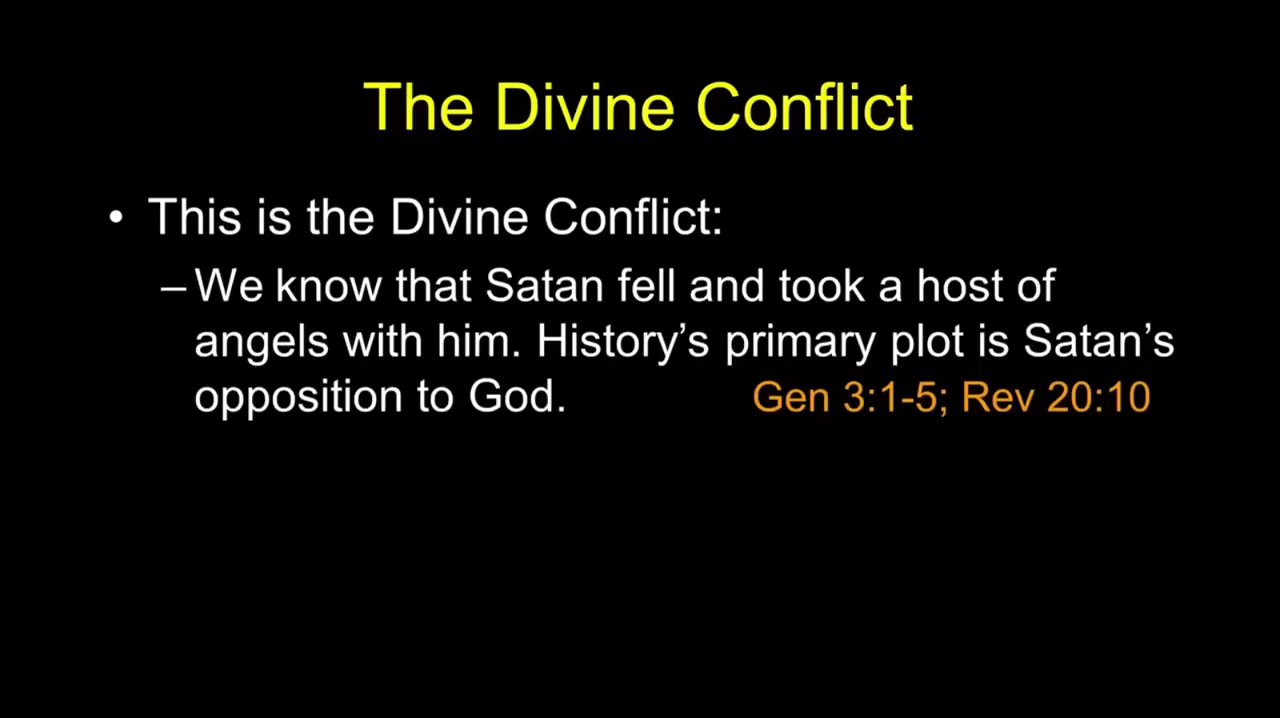 The Divine Conflict
• This is the Divine Conflict:
– We know that Satan fell and took a host of
angels with him. History’s primary plot is Satan’s
opposition to God. Gen 3:1-5; Rev 20:10